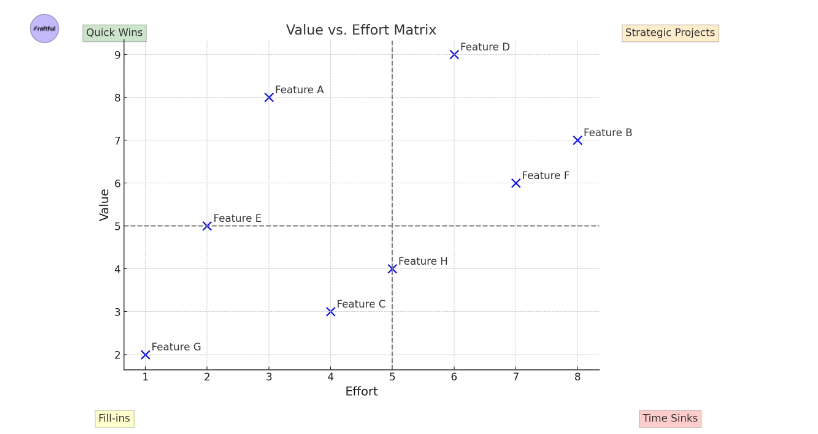 Craftful
Quick Wins
Value vs. Effort Matrix
Strategic Projects
Feature D
Feature A
Feature B
Feature F
Feature E
Feature H
Feature C
Feature G
Value
9
8
7
6
5
4
3
2
1 2 3 4 5 6 7 8
Effort
Fill-ins
Time Sinks